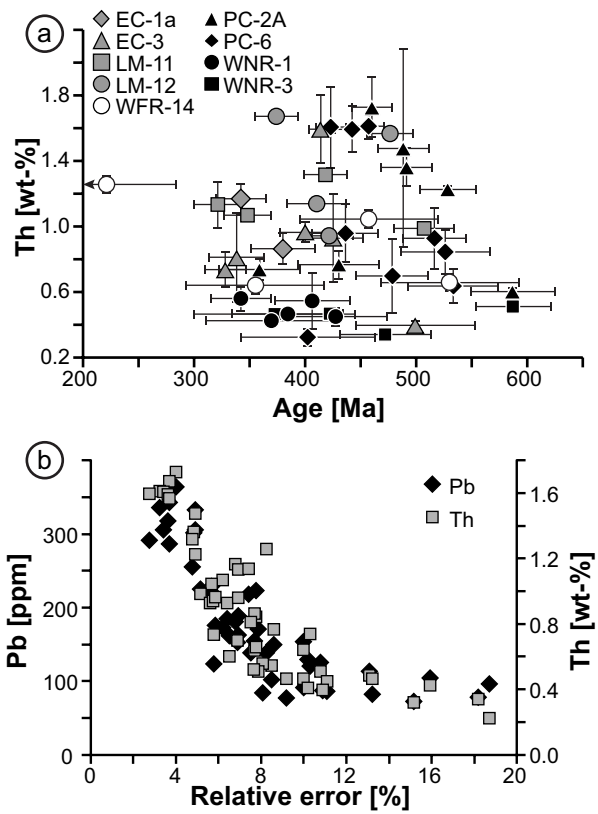 a
EC-1a PC-2A
EC-3 PC-6
LM-11 WNR-1
LM-12 WNR-3
WFR-14
1.8
1.4
1.0
0.6
0.2
Th [wt-%]
200 300 400 500 600
Age [Ma]
b
Pb
Th
300
200
100
0
Pb [ppm]
1.6
1.2
0.8
0.4
0.0
Th [wt-%]
0 4 8 12 16 20
Relative error [%]